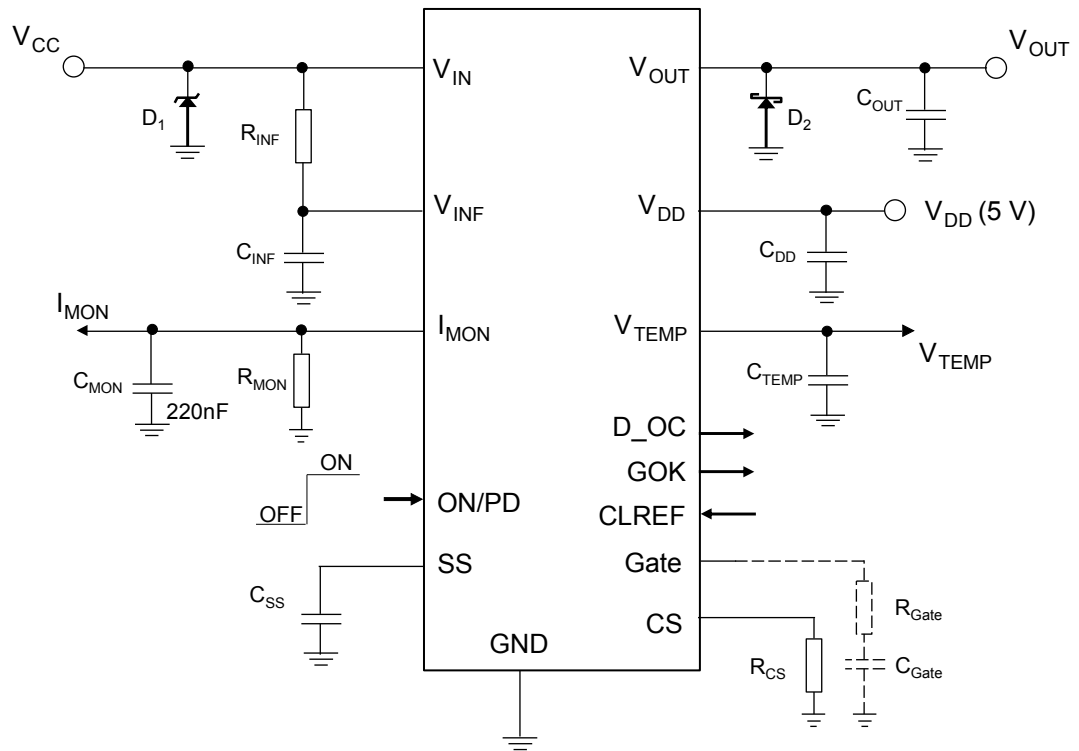 V_CC
V_IN
V_OUT
V_OUT
D_1
R_INF
D_2
C_OUT
V_INF
V_DD
V_DD (5 V)
C_INF
C_DD
I_MON
I_MON
V_TEMP
V_TEMP
C_MON
220nF
R_MON
C_TEMP
D_OC
ON
GOK
OFF
ON/PD
CLREF
SS
Gate
C_SS
R_Gate
CS
GND
R_CS
C_Gate